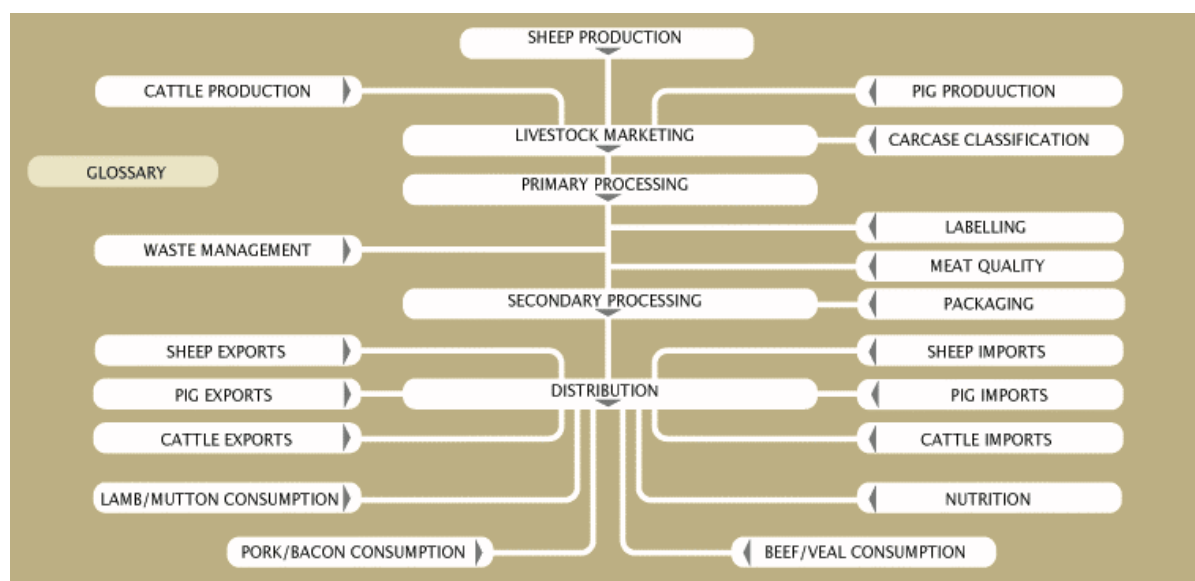 SHEEP PRODUCTION
CATTLE PRODUCTION
PIG PRODUUCTION
LIVESTOCK MARKETING
CARCASE CLASSIFICATION
GLOSSARY
PRIMARY PROCESSING
LABELLING
WASTE MANAGEMENT
MEAT QUALITY
SECONDARY PROCESSING
PACKAGING
SHEEP EXPORTS
SHEEP IMPORTS
PIG EXPORTS
DISTRIBUTION
PIG IMPORTS
CATTLE EXPORTS
CATTLE IMPORTS
LAMB/MUTTON CONSUMPTION
NUTRITION
PORK/BACON CONSUMPTION
BEEF/VEAL CONSUMPTION